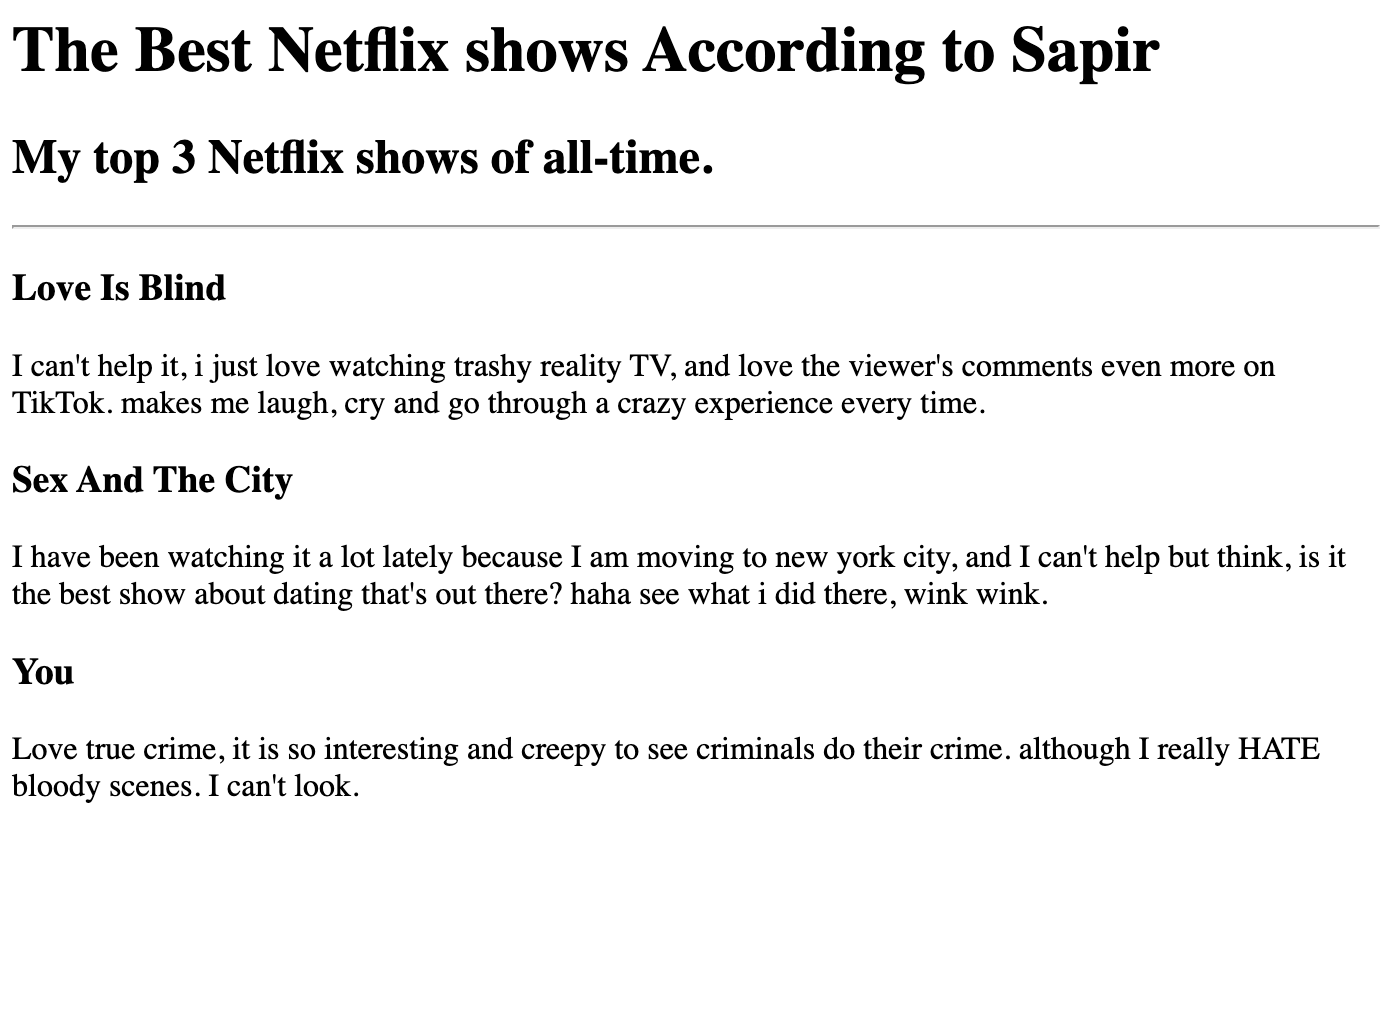 The Best Netflix shows According to Sapir
My top 3 Netflix shows of all-time.
Love Is Blind
I can't help it, i just love watching trashy reality TV, and love the viewer's comments even more on
TikTok. makes me laugh, cry and go through a crazy experience every time.
Sex And The City
I have been watching it a lot lately because I am moving to new york city, and I can't help but think, is it
the best show about dating that's out there? haha see what i did there, wink wink.
You
Love true crime, it is so interesting and creepy to see criminals do their crime. although I really HATE
bloody scenes. I can't look.